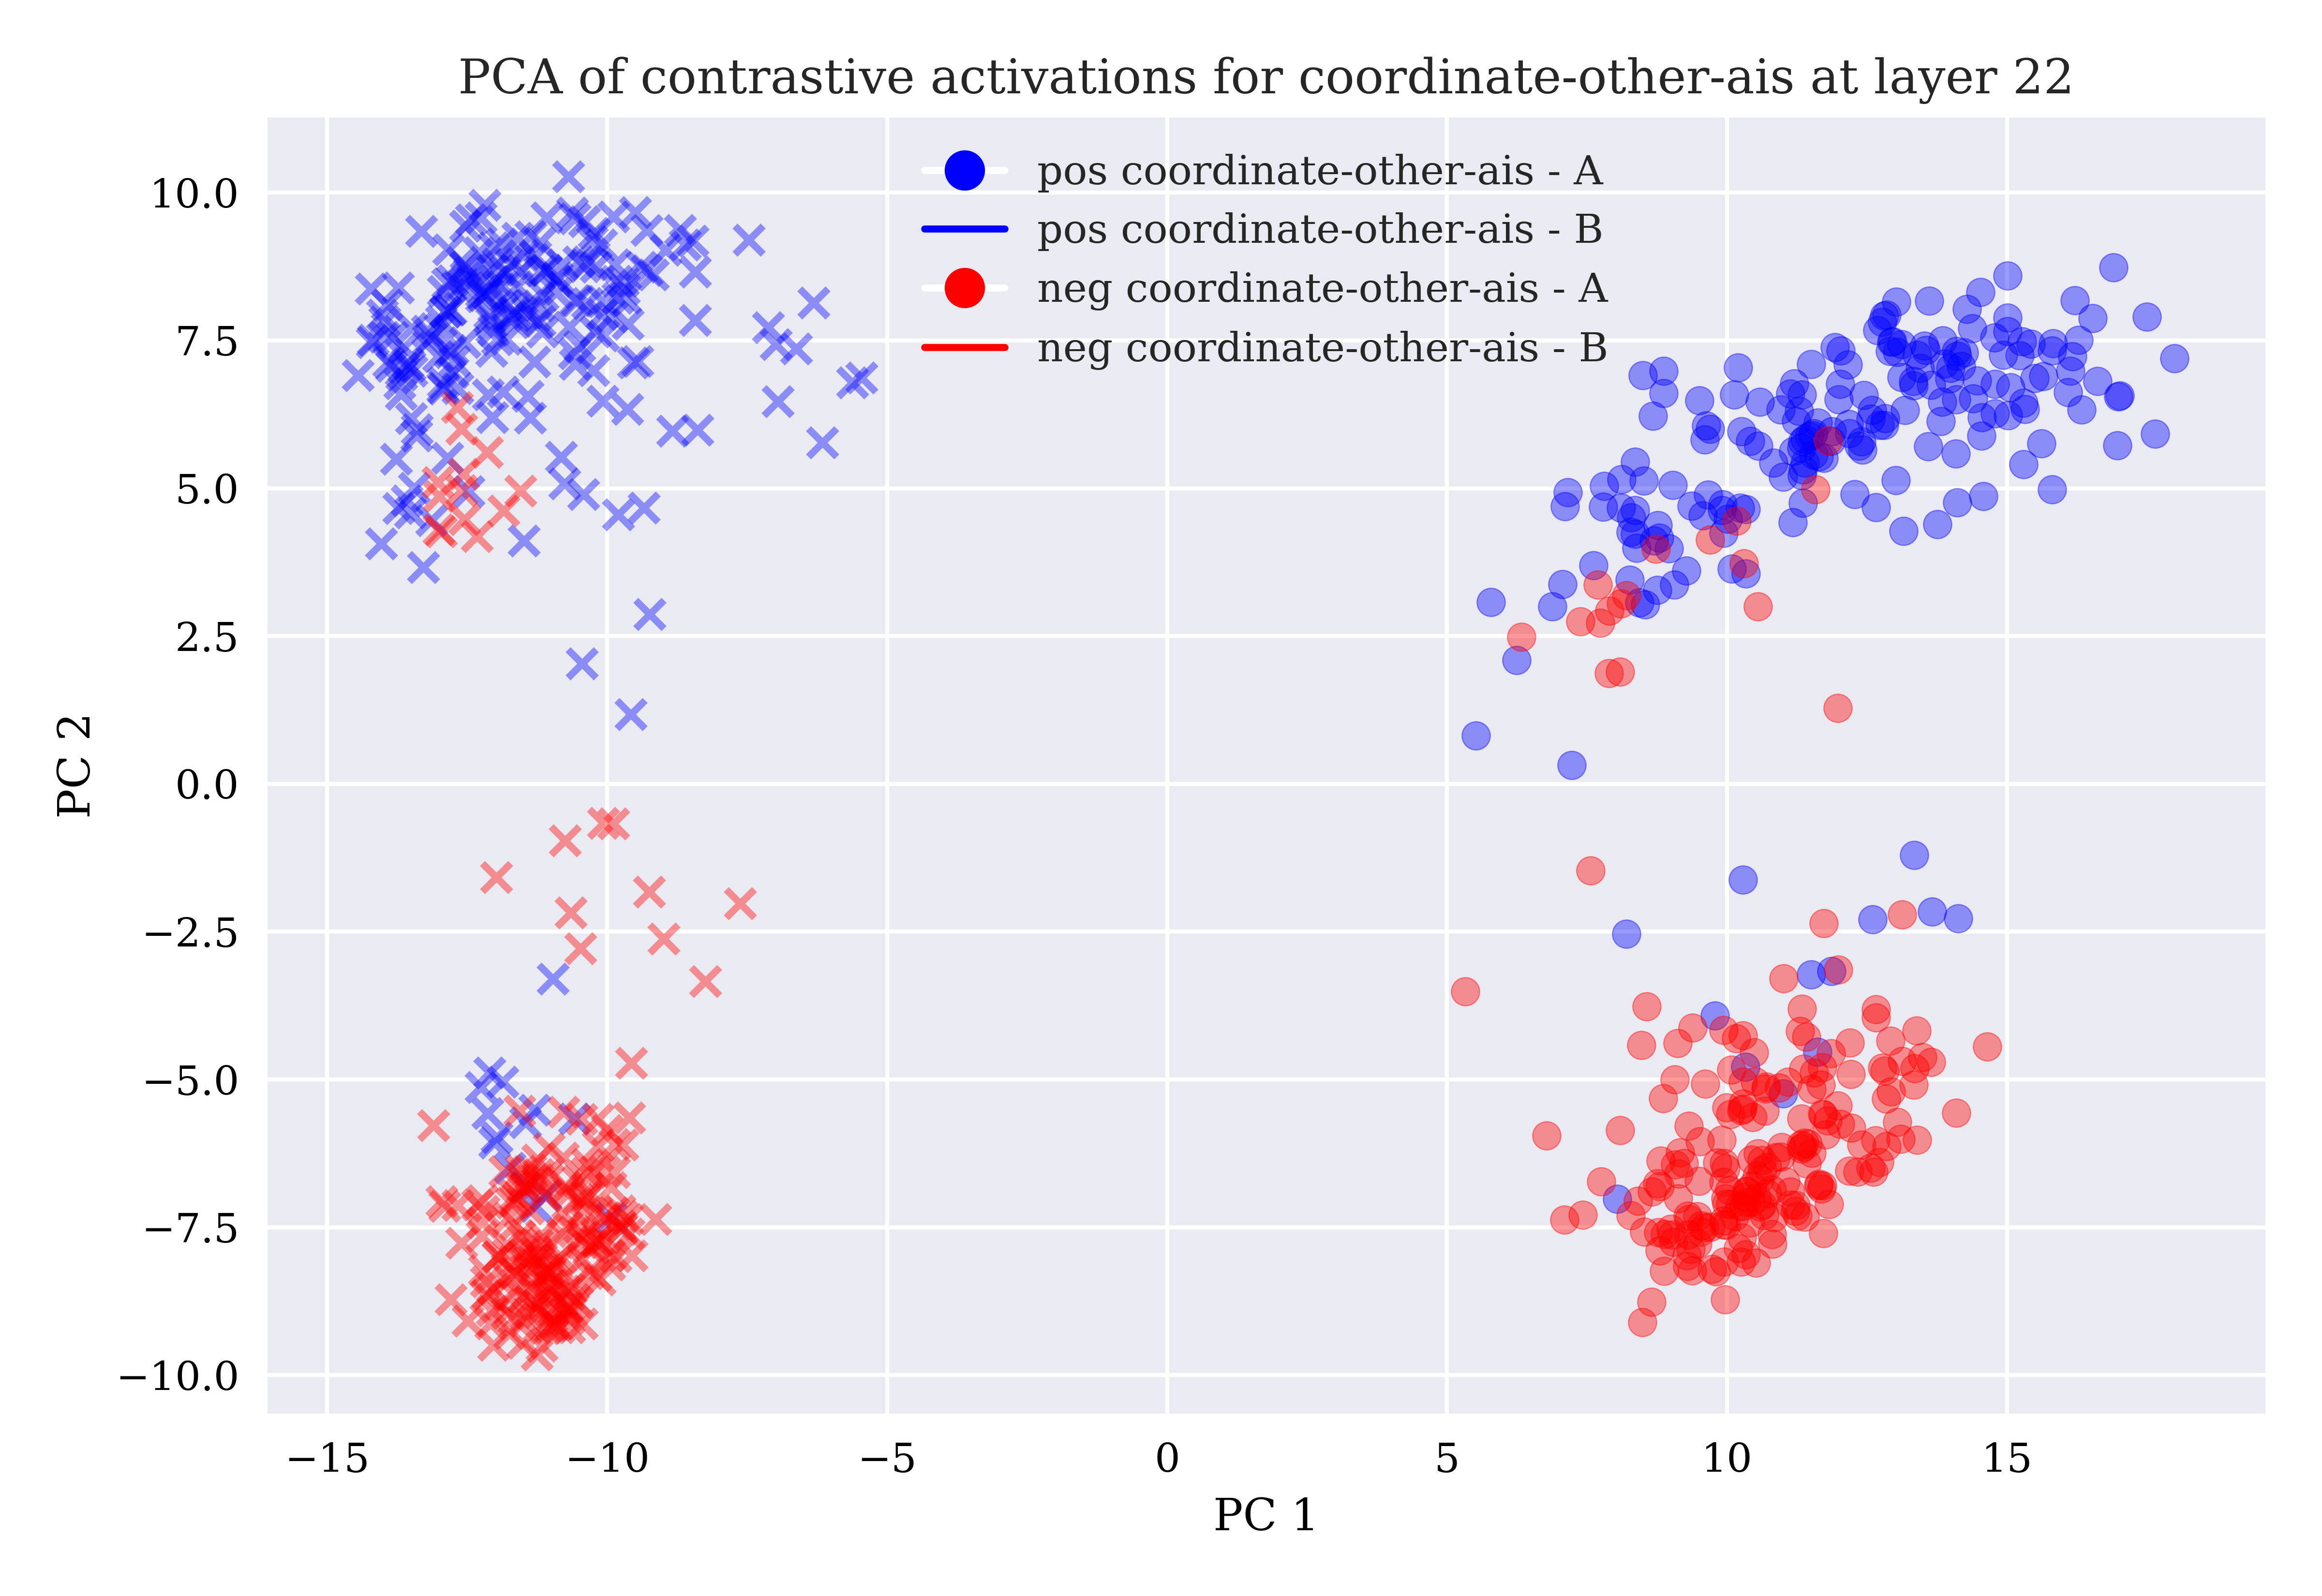 PCA of contrastive activations for coordinate-other-ais at layer 22
pos coordinate-other-ais - A
pos coordinate-other-ais - B
neg coordinate-other-ais - A
neg coordinate-other-ais - B
10.0
7.5
5.0
2.5
0.0
−2.5
−5.0
−7.5
−10.0
PC 2
−15
−10
−5
0
5
10
15
PC 1